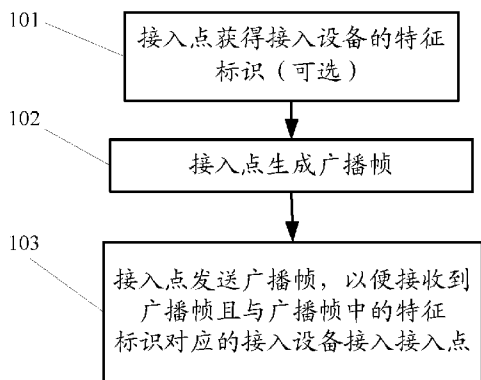 101
接入点获得接入设备的特征
标识（可选）
102
接入点生成广播帧
103
接入点发送广播帧，以便接收到
广播帧且与广播帧中的特征
标识对应的接入设备接入接入点